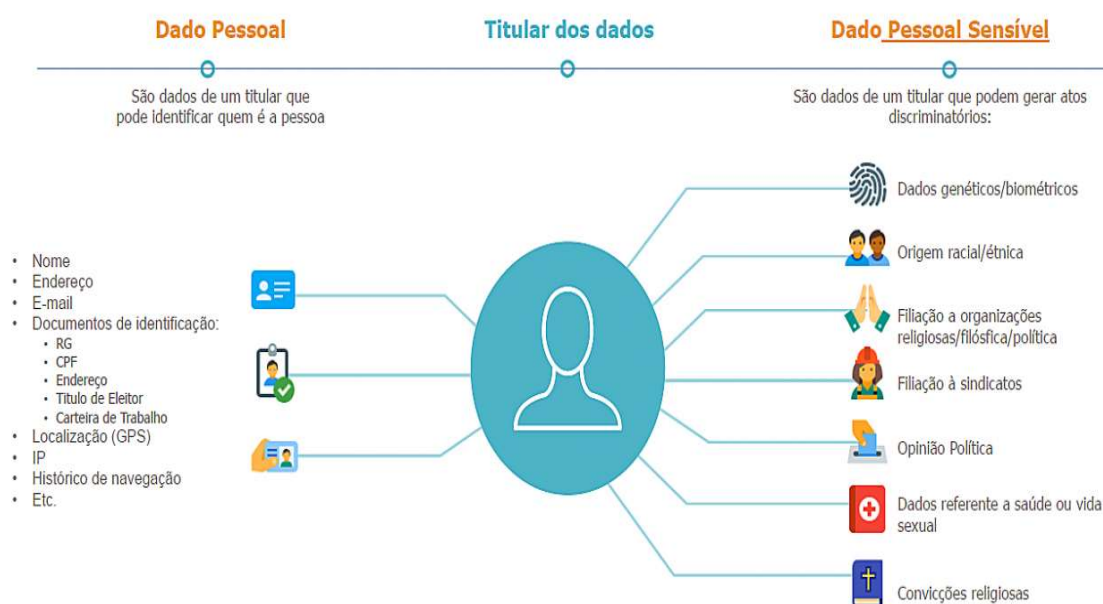 Dado Pessoal
Titular dos dados
Dado Pessoal Sensível
São dados de um titular que
pode identificar quem é a pessoa
São dados de um titular que podem gerar atos
discriminatórios:
• Nome
• Endereço
• E-mail
• Documentos de identificação:
• RG
• CPF
• Endereço
• Titulo de Eleitor
• Carteira de Trabalho
• Localização (GPS)
• IP
• Histórico de navegação
• Etc.
Dados genéticos/biométricos
Origem racial/étnica
Filiação a organizações
religiosas/filósfica/política
Filiação à sindicatos
Opinião Política
Dados referente a saúde ou vida
sexual
Convicções religiosas